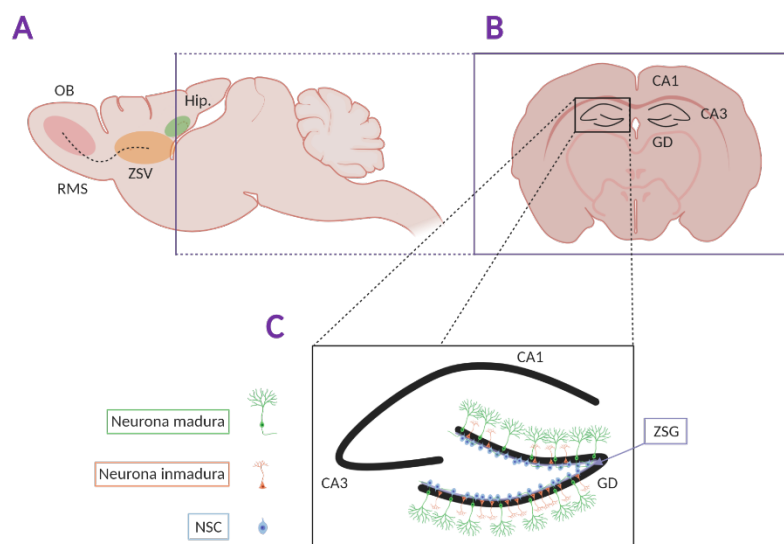 A
B
OB
Hip.
ZSV
RMS
CA1
CA3
GD
C
CA1
Neurona madura
ZSG
Neurona inmadura
CA3
GD
NSC